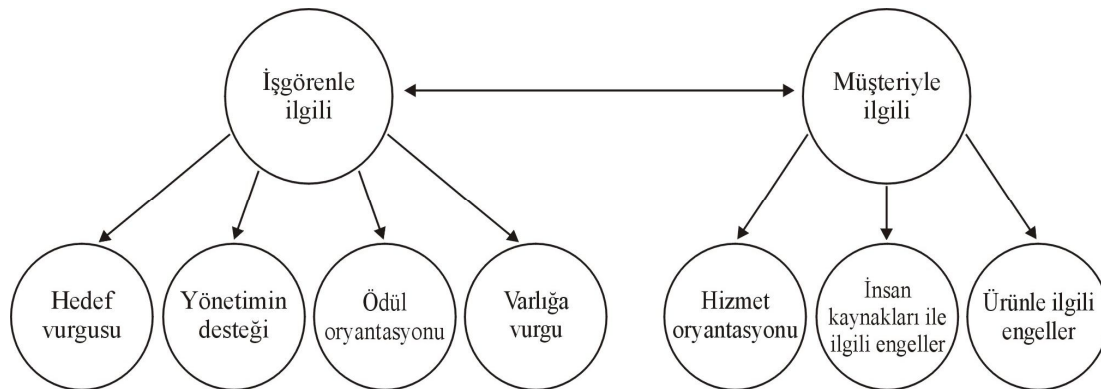 İşgörenle
ilgili
Müşteriyle
ilgili
Hedef
vurgusu
Yönetimin
desteği
Ödül
oryantasyonu
Varlığa
vurgu
Hizmet
oryantasyonu
İnsan
kaynakları ile
ilgili engeller
Ürünle ilgili
engeller